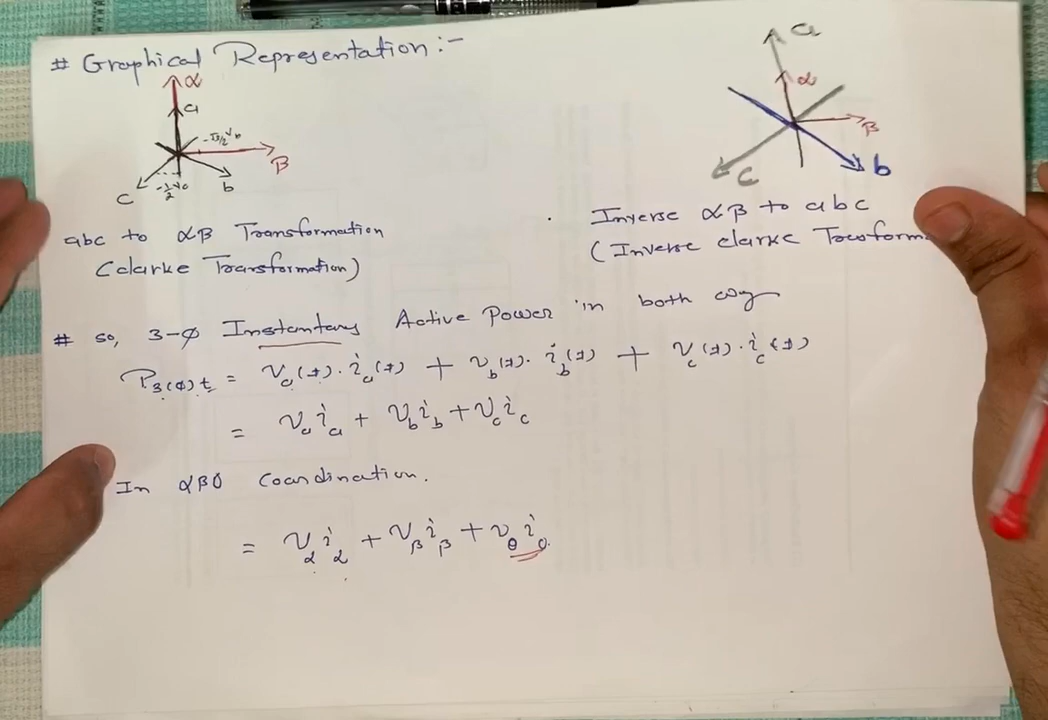 # Graphical Representation :-
α
a
-√3/2 Vb
β
b
c
-1/2 Vc
abc to αβ Transformation
(clarke Transformation)
a
α
β
b
c
Inverse αβ to abc
(Inverse clarke
# so, 3-φ Instantany Active Power in both way
P3(φ)t = Va(t)·ia(t) + vb(t)·ib(t) + Vc(t)·ic(t)
= Va ia + Vb ib + Vc ic
In αβ0 Coordination.
= Vα iα + Vβ iβ + v0 i0